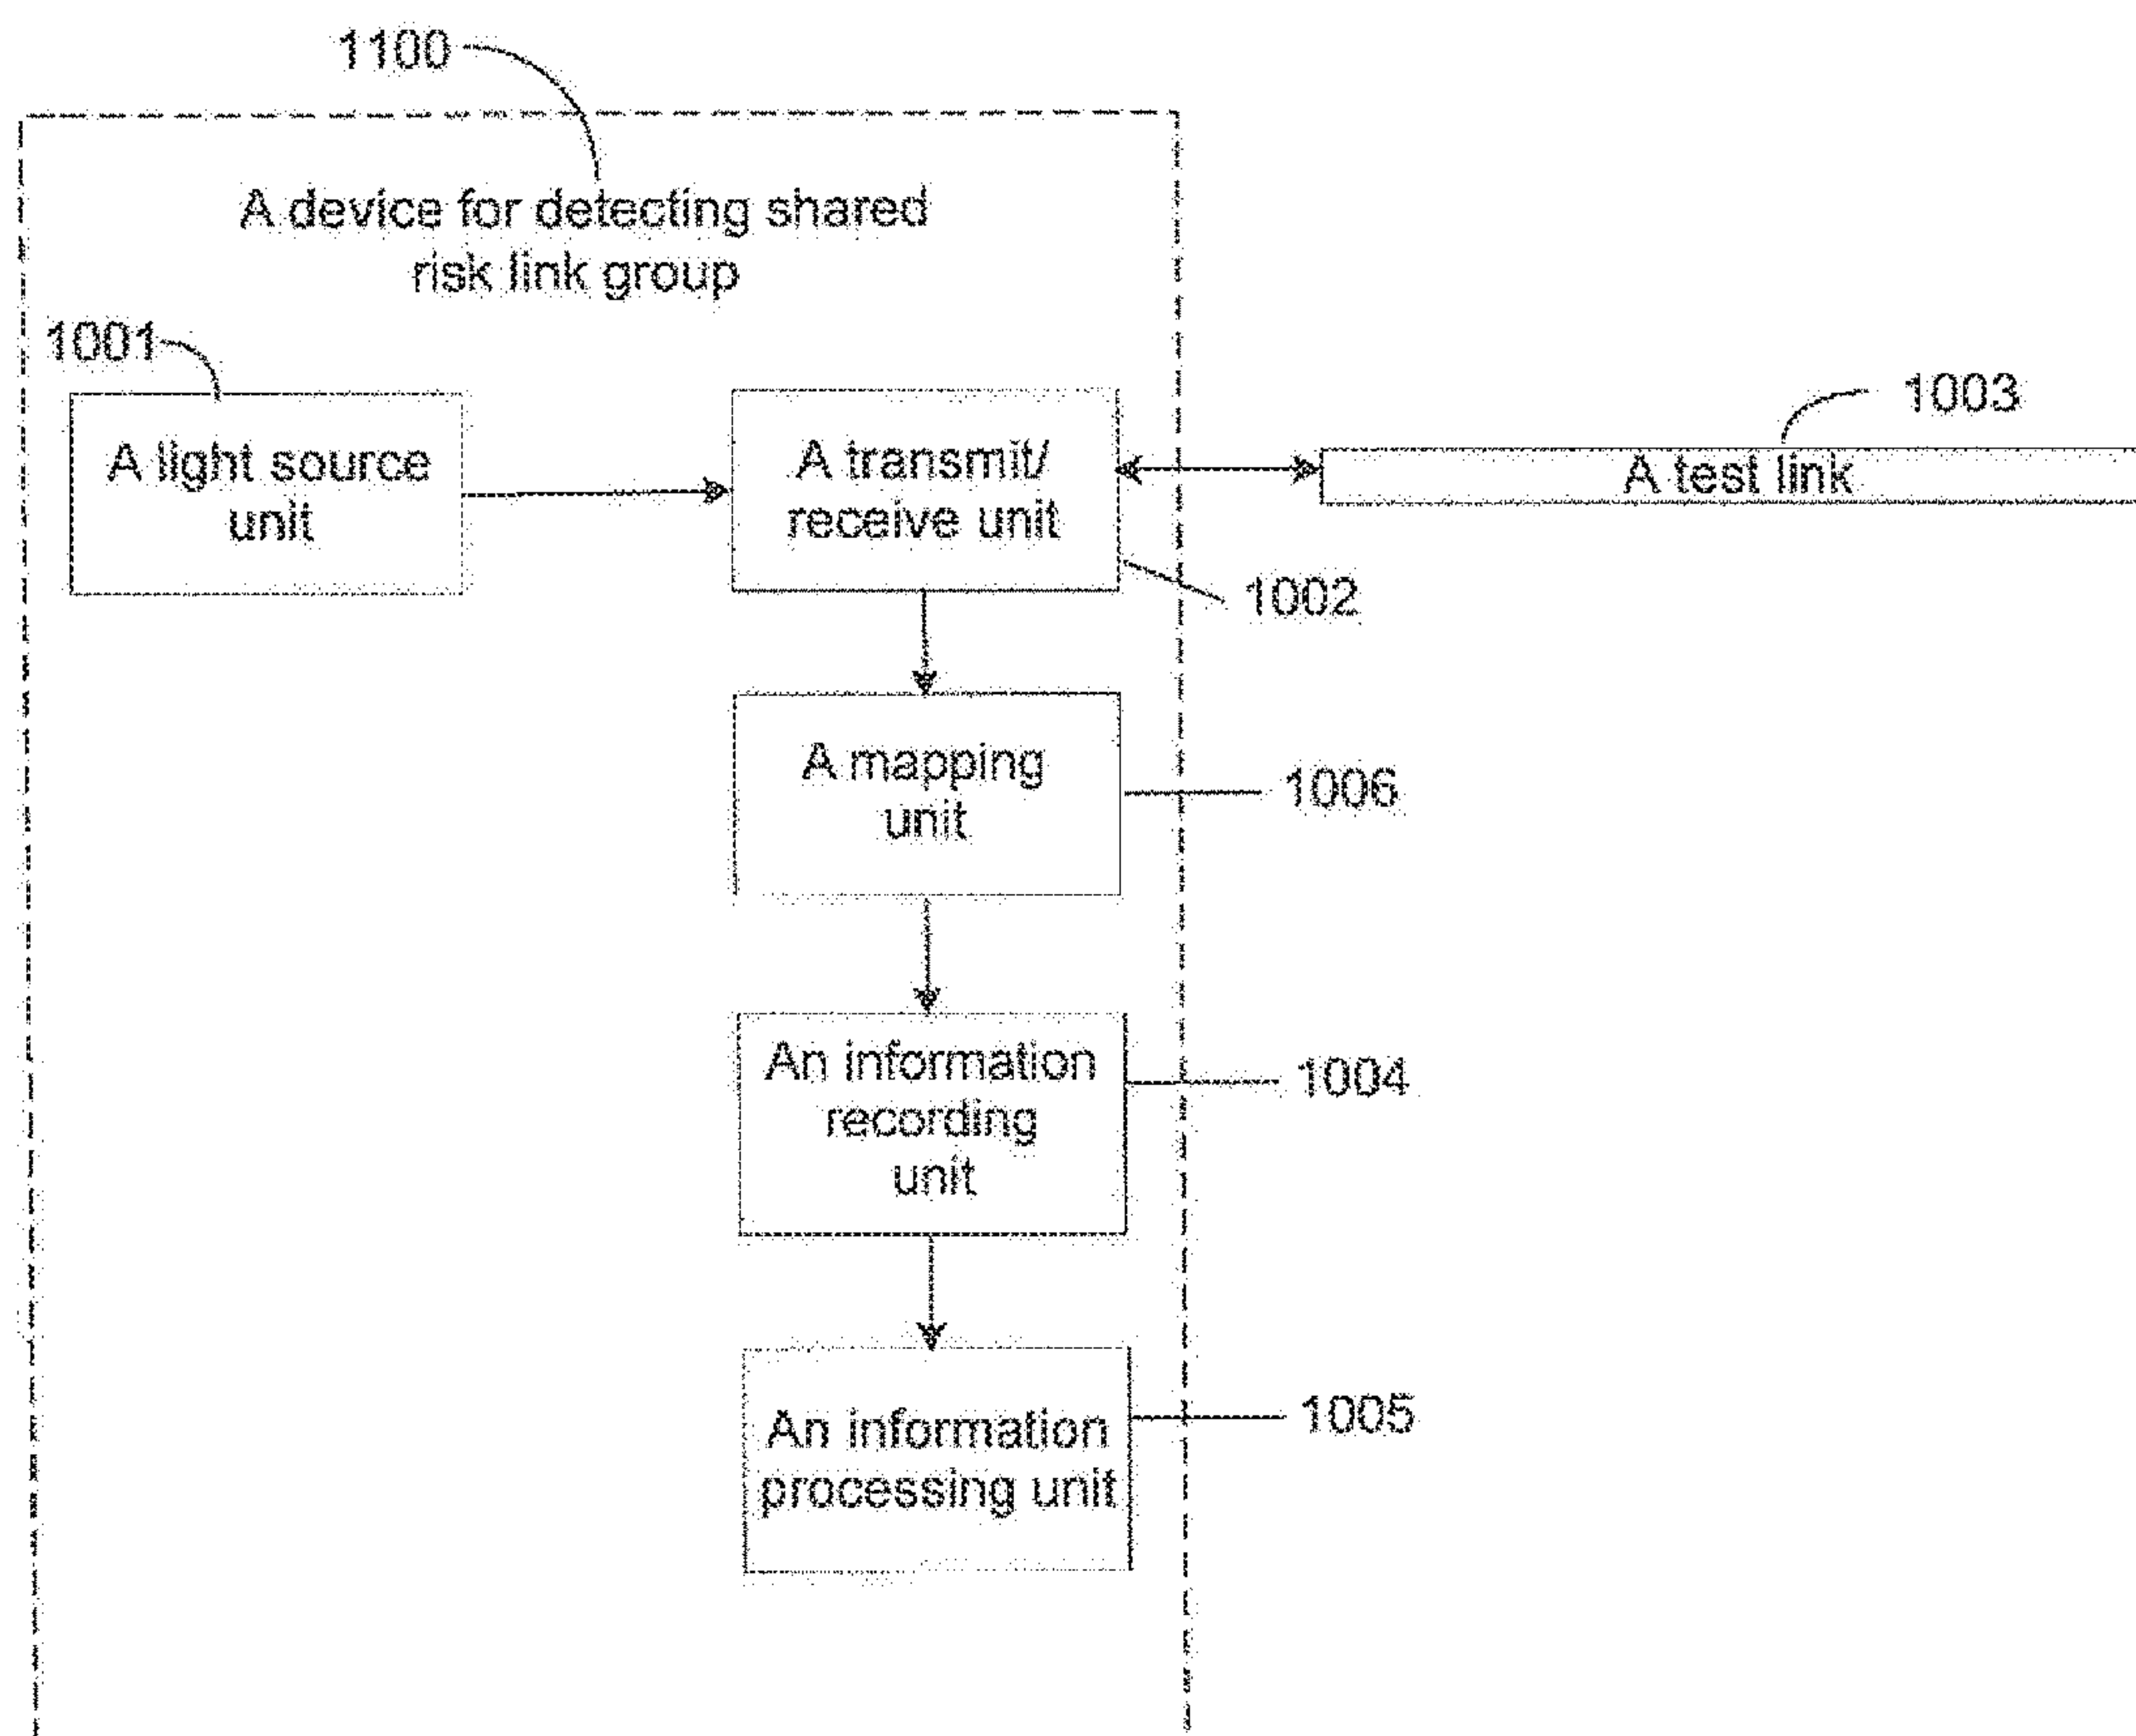 1100
A device for detecting shared
risk link group
1001
A light source
unit
A transmit/
receive unit
1003
A test link
1002
A mapping
unit
1006
An information
recording
unit
1004
An information
processing unit
1005